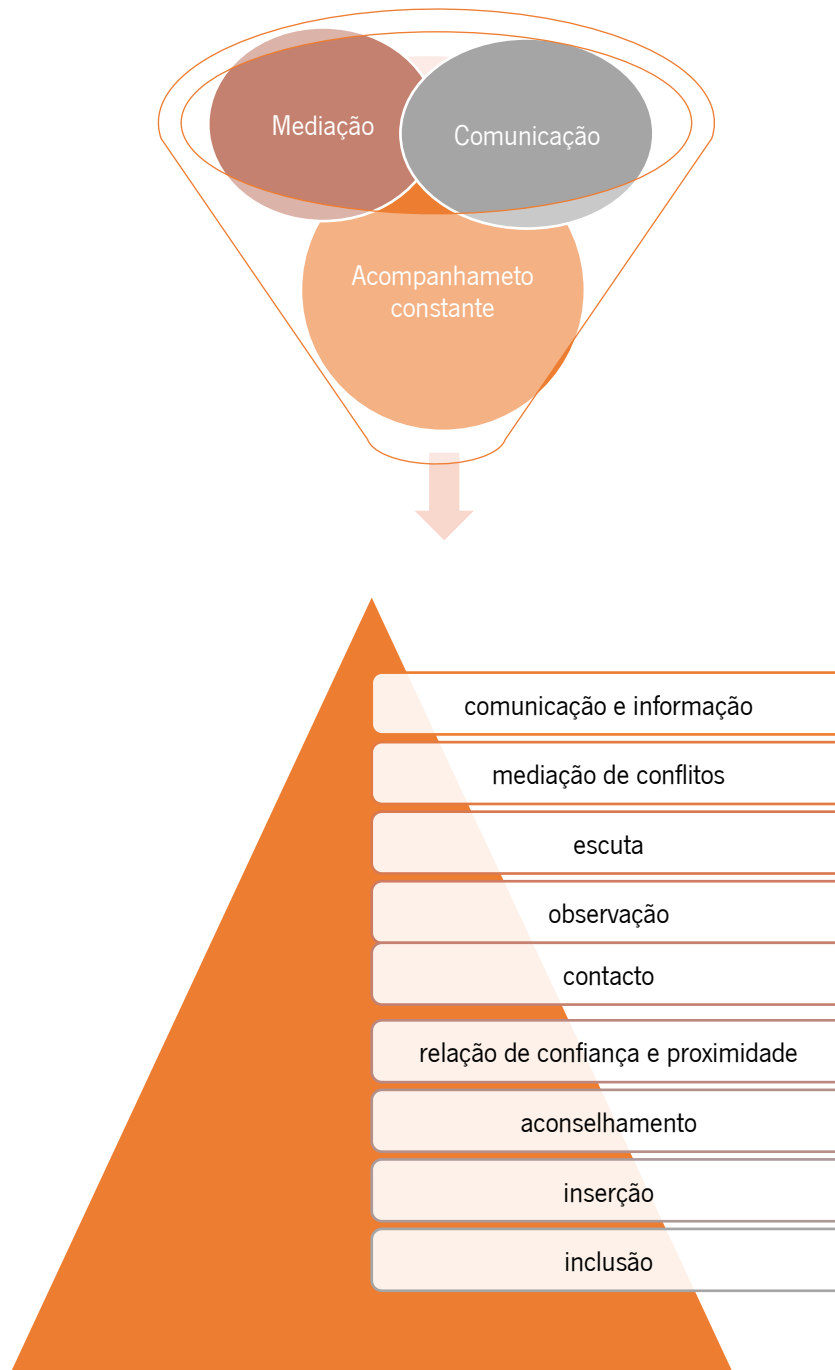 Mediação
Comunicação
Acompanhameto
constante
comunicação e informação
mediação de conflitos
escuta
observação
contacto
relação de confiança e proximidade
aconselhamento
inserção
inclusão